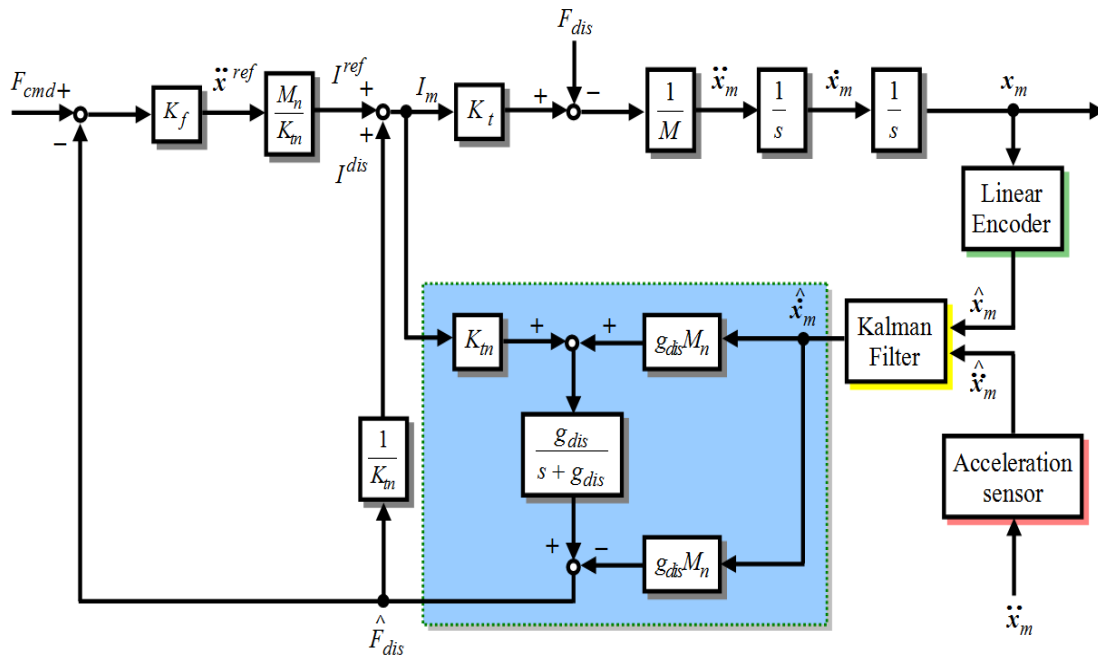 F_dis
F_cmd + −
K_f
ẍ^ref
M_n / K_tn
I^ref + +
I^dis
I_m
K_t
+ −
1 / M
ẍ_m
1 / s
ẋ_m
1 / s
x_m
Linear
Encoder
x̂_m
Kalman
Filter
ẍ̂_m
Acceleration
sensor
ẍ_m
ẋ̂_m
K_tn
+ +
g_dis M_n
g_dis / (s + g_dis)
+ −
g_dis M_n
1 / K_tn
F̂_dis